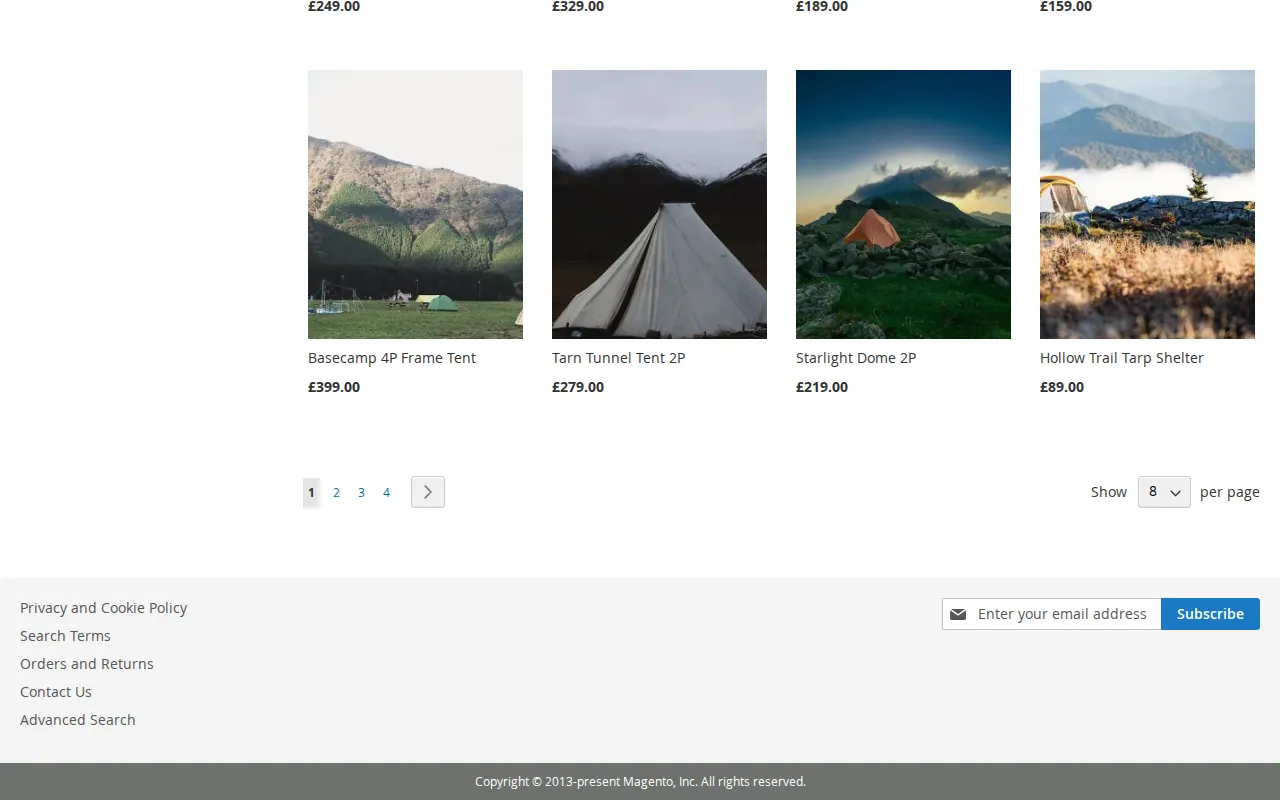 £249.00
£329.00
£189.00
£159.00
Basecamp 4P Frame Tent
£399.00
Tarn Tunnel Tent 2P
£279.00
Starlight Dome 2P
£219.00
Hollow Trail Tarp Shelter
£89.00
1 2 3 4
Show 8 per page
Privacy and Cookie Policy
Search Terms
Orders and Returns
Contact Us
Advanced Search
Enter your email address
Subscribe
Copyright © 2013-present Magento, Inc. All rights reserved.